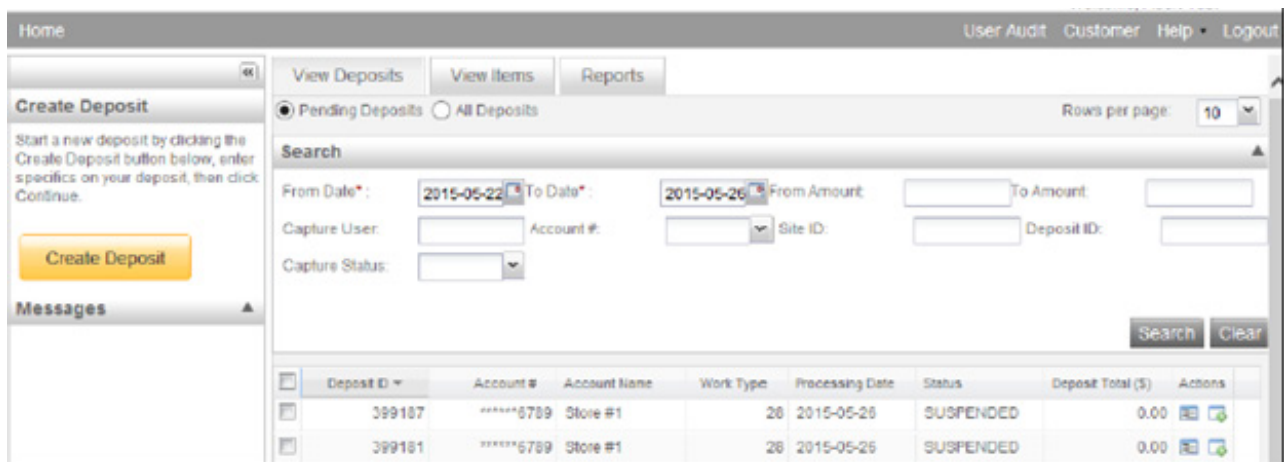 Home User Audit Customer Help Logout
View Deposits View Items Reports
Create Deposit
Pending Deposits All Deposits Rows per page: 10
Start a new deposit by clicking the
Create Deposit button below, enter
specifics on your deposit, then click
Continue.
Create Deposit
Messages
Search
From Date* : 2015-05-22 To Date* : 2015-05-26 From Amount: To Amount:
Capture User: Account #: Site ID: Deposit ID:
Capture Status:
Search Clear
Deposit ID Account # Account Name Work Type Processing Date Status Deposit Total ($) Actions
399187 ******6789 Store #1 28 2015-05-26 SUSPENDED 0.00
399181 ******6789 Store #1 28 2015-05-26 SUSPENDED 0.00